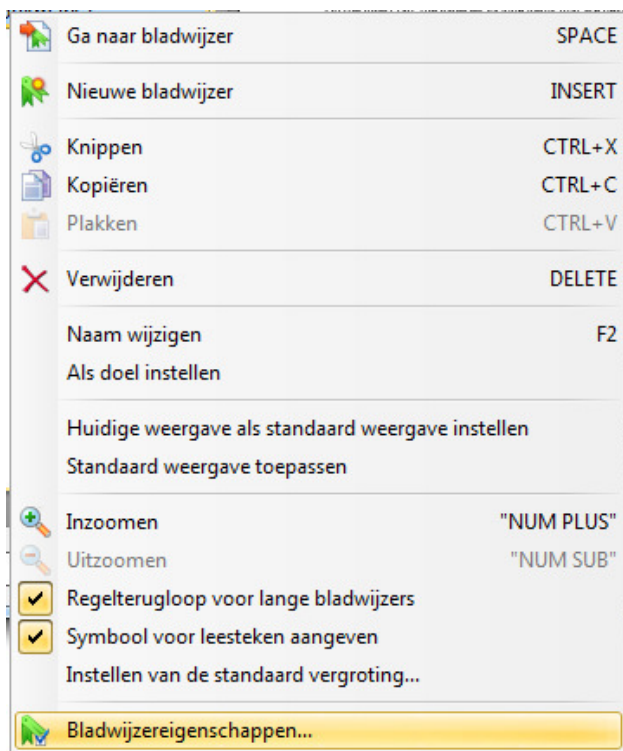 Ga naar bladwijzer SPACE
Nieuwe bladwijzer INSERT
Knippen CTRL+X
Kopiëren CTRL+C
Plakken CTRL+V
Verwijderen DELETE
Naam wijzigen F2
Als doel instellen
Huidige weergave als standaard weergave instellen
Standaard weergave toepassen
Inzoomen "NUM PLUS"
Uitzoomen "NUM SUB"
Regelterugloop voor lange bladwijzers
Symbool voor leesteken aangeven
Instellen van de standaard vergroting...
Bladwijzereigenschappen...